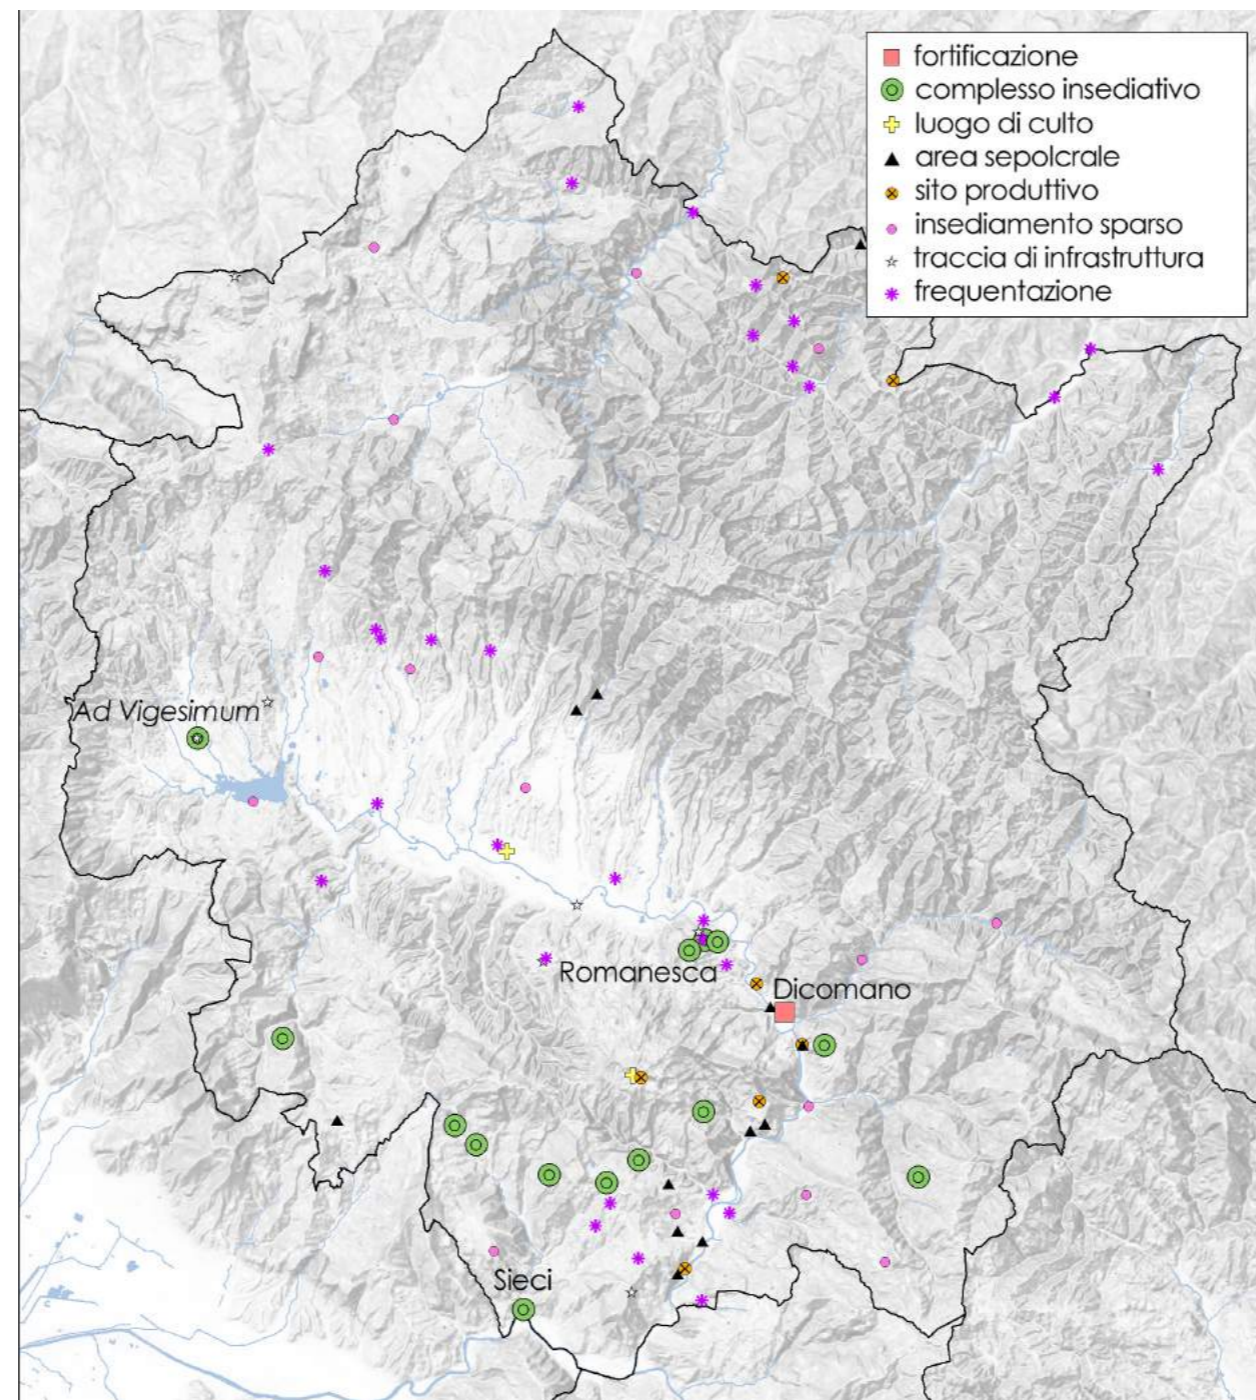 fortificazione
complesso insediativo
luogo di culto
area sepolcrale
sito produttivo
insediamento sparso
traccia di infrastruttura
frequentazione
Ad Vigesimum
Romanesca
Dicomano
Sieci